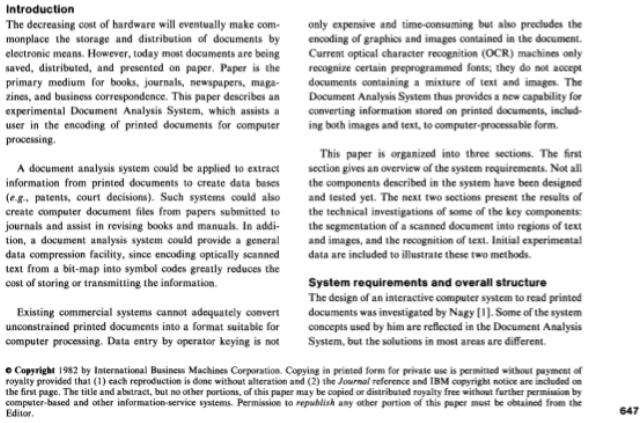 Introduction
The decreasing cost of hardware will eventually make com-
monplace the storage and distribution of documents by
electronic means. However, today most documents are being
saved, distributed, and presented on paper. Paper is the
primary medium for books, journals, newspapers, maga-
zines, and business correspondence. This paper describes an
experimental Document Analysis System, which assists a
user in the encoding of printed documents for computer
processing.
A document analysis system could be applied to extract
information from printed documents to create data bases
(e.g., patents, court decisions). Such systems could also
create computer document files from papers submitted to
journals and assist in revising books and manuals. In addi-
tion, a document analysis system could provide a general
data compression facility, since encoding optically scanned
text from a bit-map into symbol codes greatly reduces the
cost of storing or transmitting the information.
Existing commercial systems cannot adequately convert
unconstrained printed documents into a format suitable for
computer processing. Data entry by operator keying is not
only expensive and time-consuming but also precludes the
encoding of graphics and images contained in the document.
Current optical character recognition (OCR) machines only
recognize certain preprogrammed fonts; they do not accept
documents containing a mixture of text and images. The
Document Analysis System thus provides a new capability for
converting information stored on printed documents, includ-
ing both images and text, to computer-processable form.
This paper is organized into three sections. The first
section gives an overview of the system requirements. Not all
the components described in the system have been designed
and tested yet. The next two sections present the results of
the technical investigations of some of the key components:
the segmentation of a scanned document into regions of text
and images, and the recognition of text. Initial experimental
data are included to illustrate these two methods.
System requirements and overall structure
The design of an interactive computer system to read printed
documents was investigated by Nagy [1]. Some of the system
concepts used by him are reflected in the Document Analysis
System, but the solutions in most areas are different.
© Copyright 1982 by International Business Machines Corporation. Copying in printed form for private use is permitted without payment of
royalty provided that (1) each reproduction is done without alteration and (2) the Journal reference and IBM copyright notice are included on
the first page. The title and abstract, but no other portions, of this paper may be copied or distributed royalty free without further permission by
computer-based and other information-service systems. Permission to republish any other portion of this paper must be obtained from the
Editor.
647